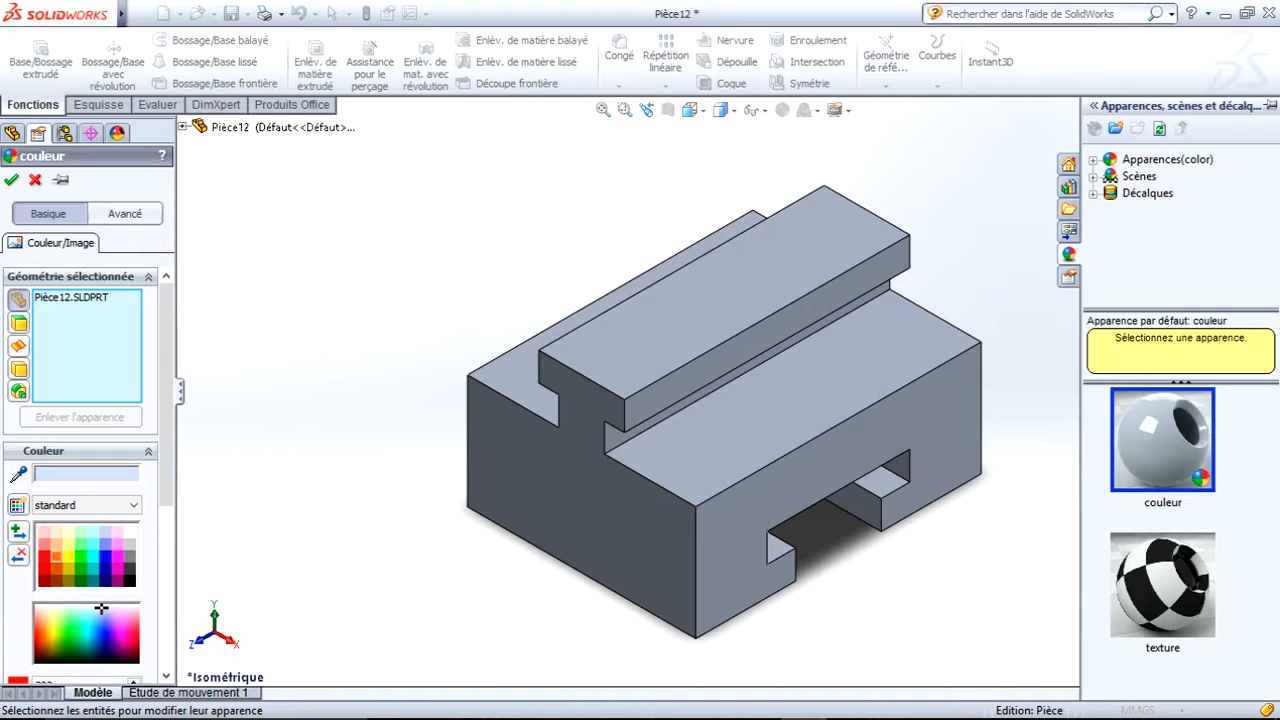 SOLIDWORKS
Pièce12 *
Rechercher dans l'aide de SolidWorks
Base/Bossage extrudé
Bossage/Base avec révolution
Bossage/Base balayé
Bossage/Base lissé
Bossage/Base frontière
Enlèv. de matière extrudé
Assistance pour le perçage
Enlèv. de mat. avec révolution
Enlèv. de matière balayé
Enlèv. de matière lissé
Découpe frontière
Congé
Répétition linéaire
Nervure
Dépouille
Coque
Enroulement
Intersection
Symétrie
Géométrie de réfé...
Courbes
Instant3D
Fonctions
Esquisse
Evaluer
DimXpert
Produits Office
Pièce12 (Défaut<<Défaut>...
couleur
?
Basique
Avancé
Couleur/Image
Géométrie sélectionnée
Pièce12.SLDPRT
Enlever l'apparence
Couleur
standard
Y
Z
X
*Isométrique
Modèle
Etude de mouvement 1
Sélectionnez les entités pour modifier leur apparence
Edition: Pièce
MMGS
Apparences, scènes et décalq...
Apparences(color)
Scènes
Décalques
Apparence par défaut: couleur
Sélectionnez une apparence.
couleur
texture